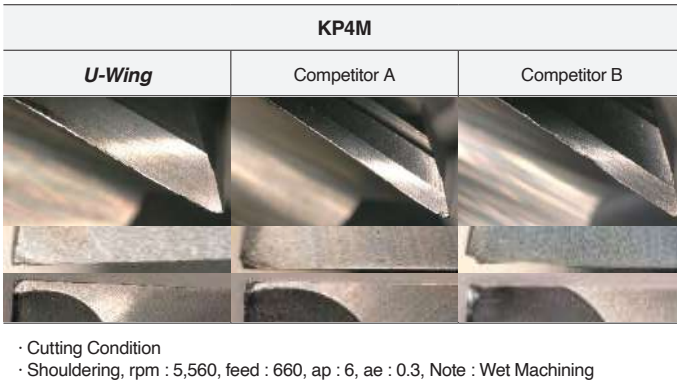 KP4M
U-Wing Competitor A Competitor B
· Cutting Condition
· Shouldering, rpm : 5,560, feed : 660, ap : 6, ae : 0.3, Note : Wet Machining